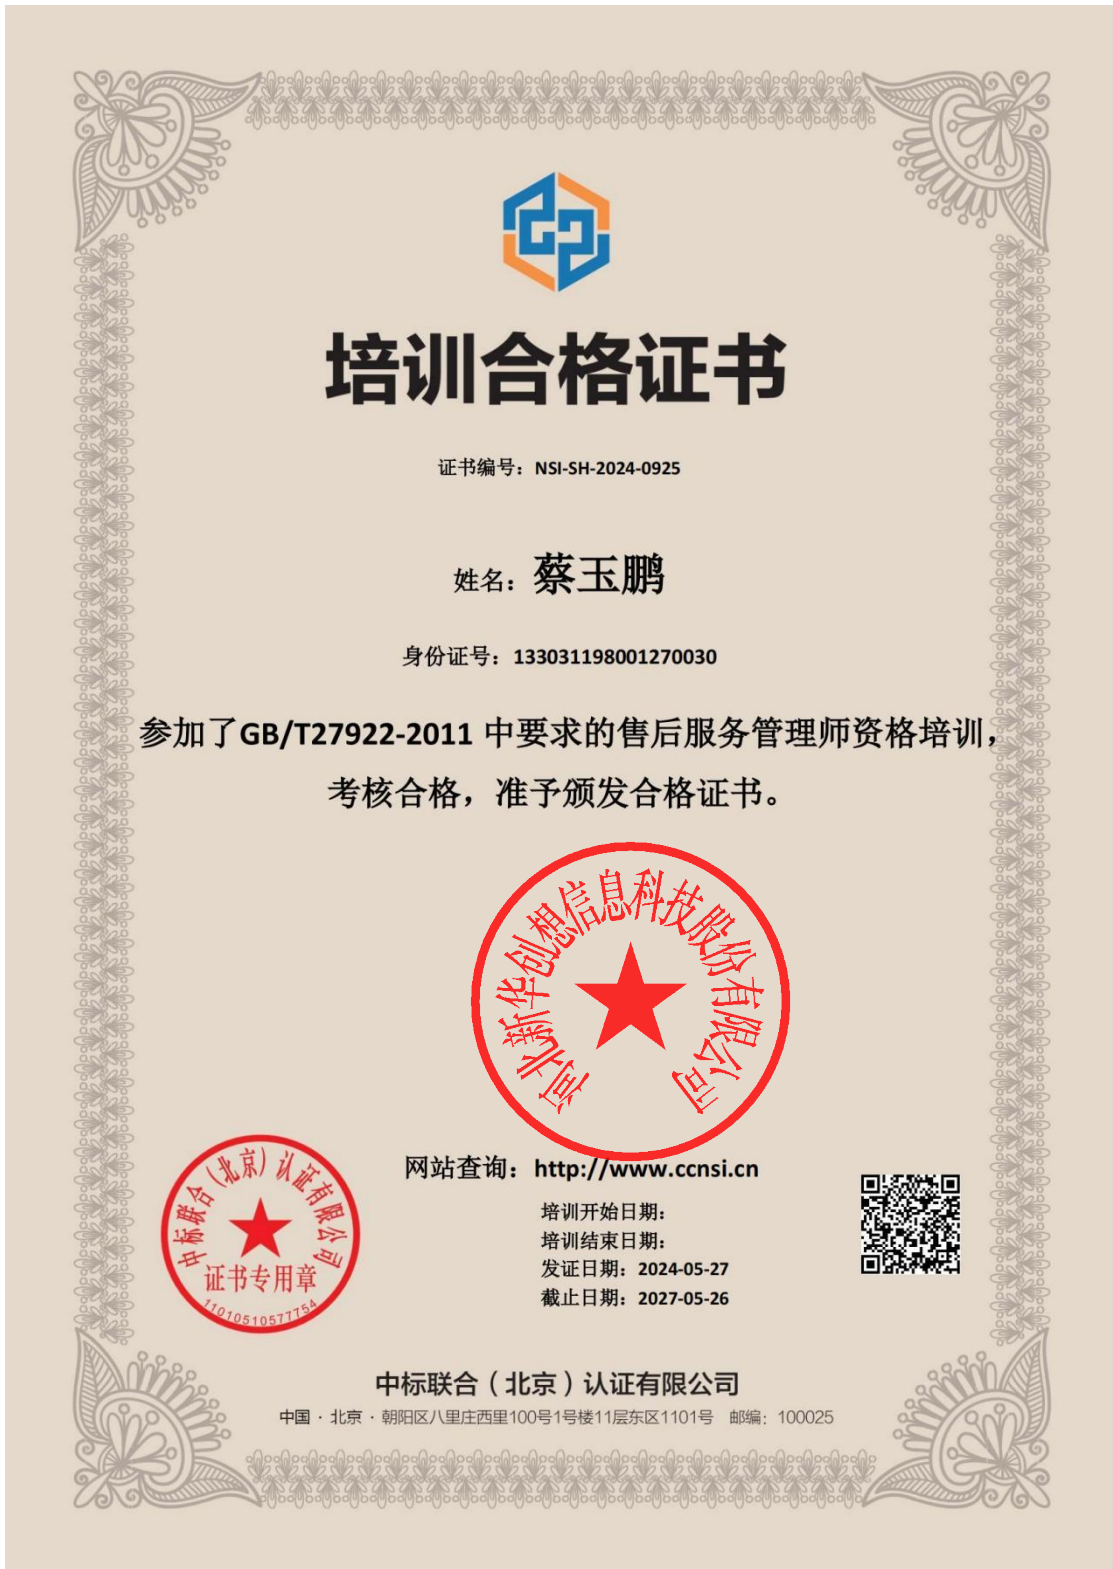 培训合格证书
证书编号：NSI-SH-2024-0925
姓名：蔡玉鹏
身份证号：133031198001270030
参加了GB/T27922-2011 中要求的售后服务管理师资格培训，
考核合格，准予颁发合格证书。
河北新华创想信息科技股份有限公司
网站查询：http://www.ccnsi.cn
培训开始日期：
培训结束日期：
发证日期：2024-05-27
截止日期：2027-05-26
中标联合（北京）认证有限公司
证书专用章
11010510577754
中标联合（北京）认证有限公司
中国 · 北京 · 朝阳区八里庄西里100号1号楼11层东区1101号 邮编：100025